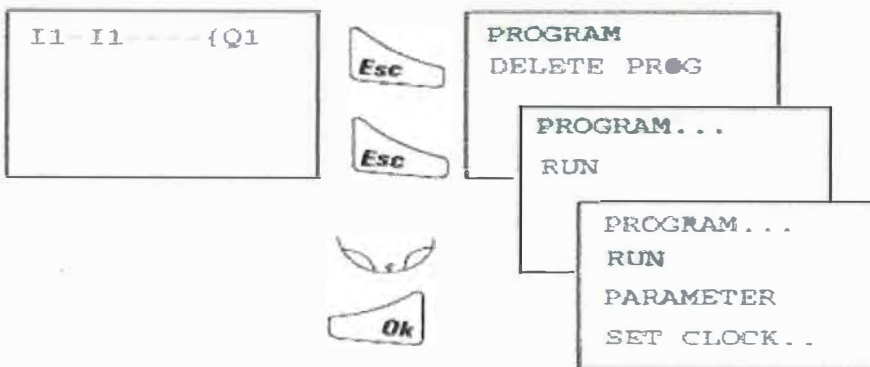 I1-I1----{Q1
Esc
Esc
Ok
PROGRAM
DELETE PROG
PROGRAM...
RUN
PROGRAM...
RUN
PARAMETER
SET CLOCK..